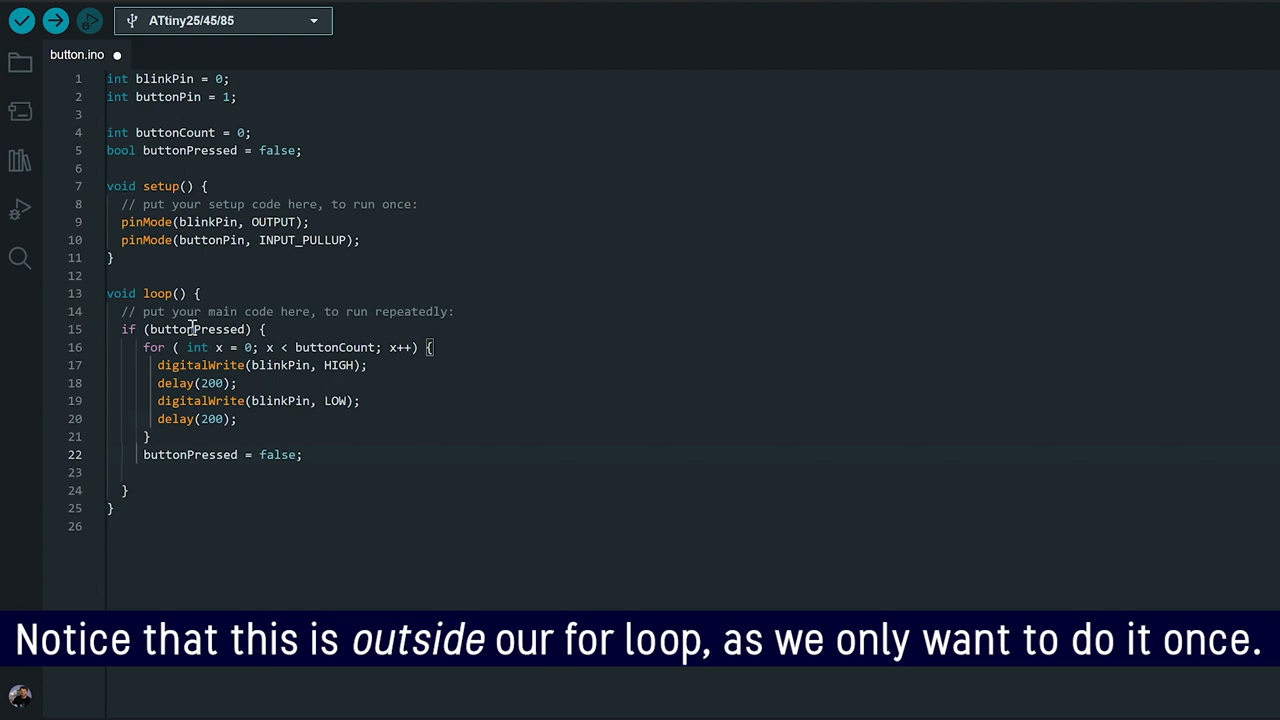 ATtiny25/45/85
button.ino
1 int blinkPin = 0;
2 int buttonPin = 1;
3
4 int buttonCount = 0;
5 bool buttonPressed = false;
6
7 void setup() {
8 // put your setup code here, to run once:
9 pinMode(blinkPin, OUTPUT);
10 pinMode(buttonPin, INPUT_PULLUP);
11 }
12
13 void loop() {
14 // put your main code here, to run repeatedly:
15 if (buttonPressed) {
16 for ( int x = 0; x < buttonCount; x++) {
17 digitalWrite(blinkPin, HIGH);
18 delay(200);
19 digitalWrite(blinkPin, LOW);
20 delay(200);
21 }
22 buttonPressed = false;
23
24 }
25 }
26
Notice that this is outside our for loop, as we only want to do it once.